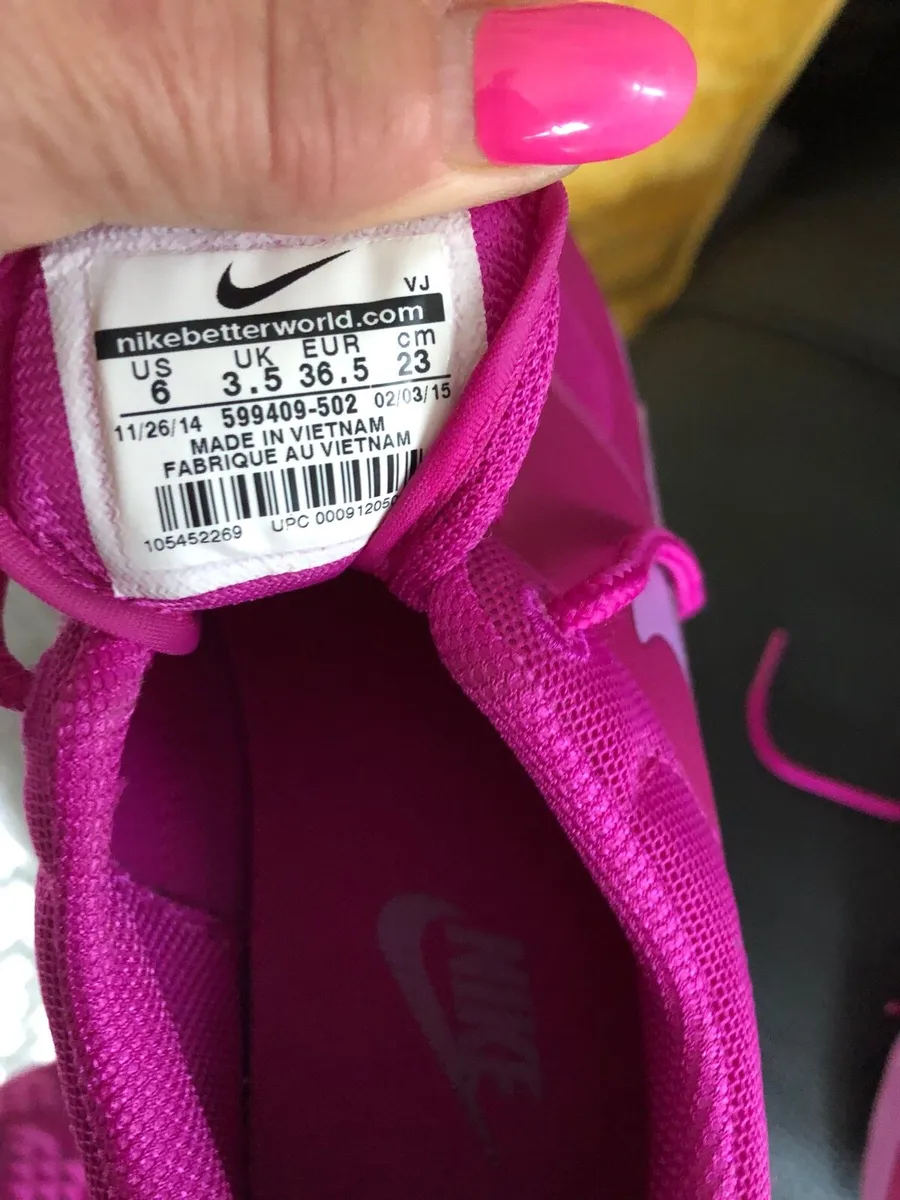 VJ
nikebetterworld.com
US UK EUR cm
6 3.5 36.5 23
11/26/14 599409-502 02/03/15
MADE IN VIETNAM
FABRIQUE AU VIETNAM
105452269 UPC 000912050
NIKE